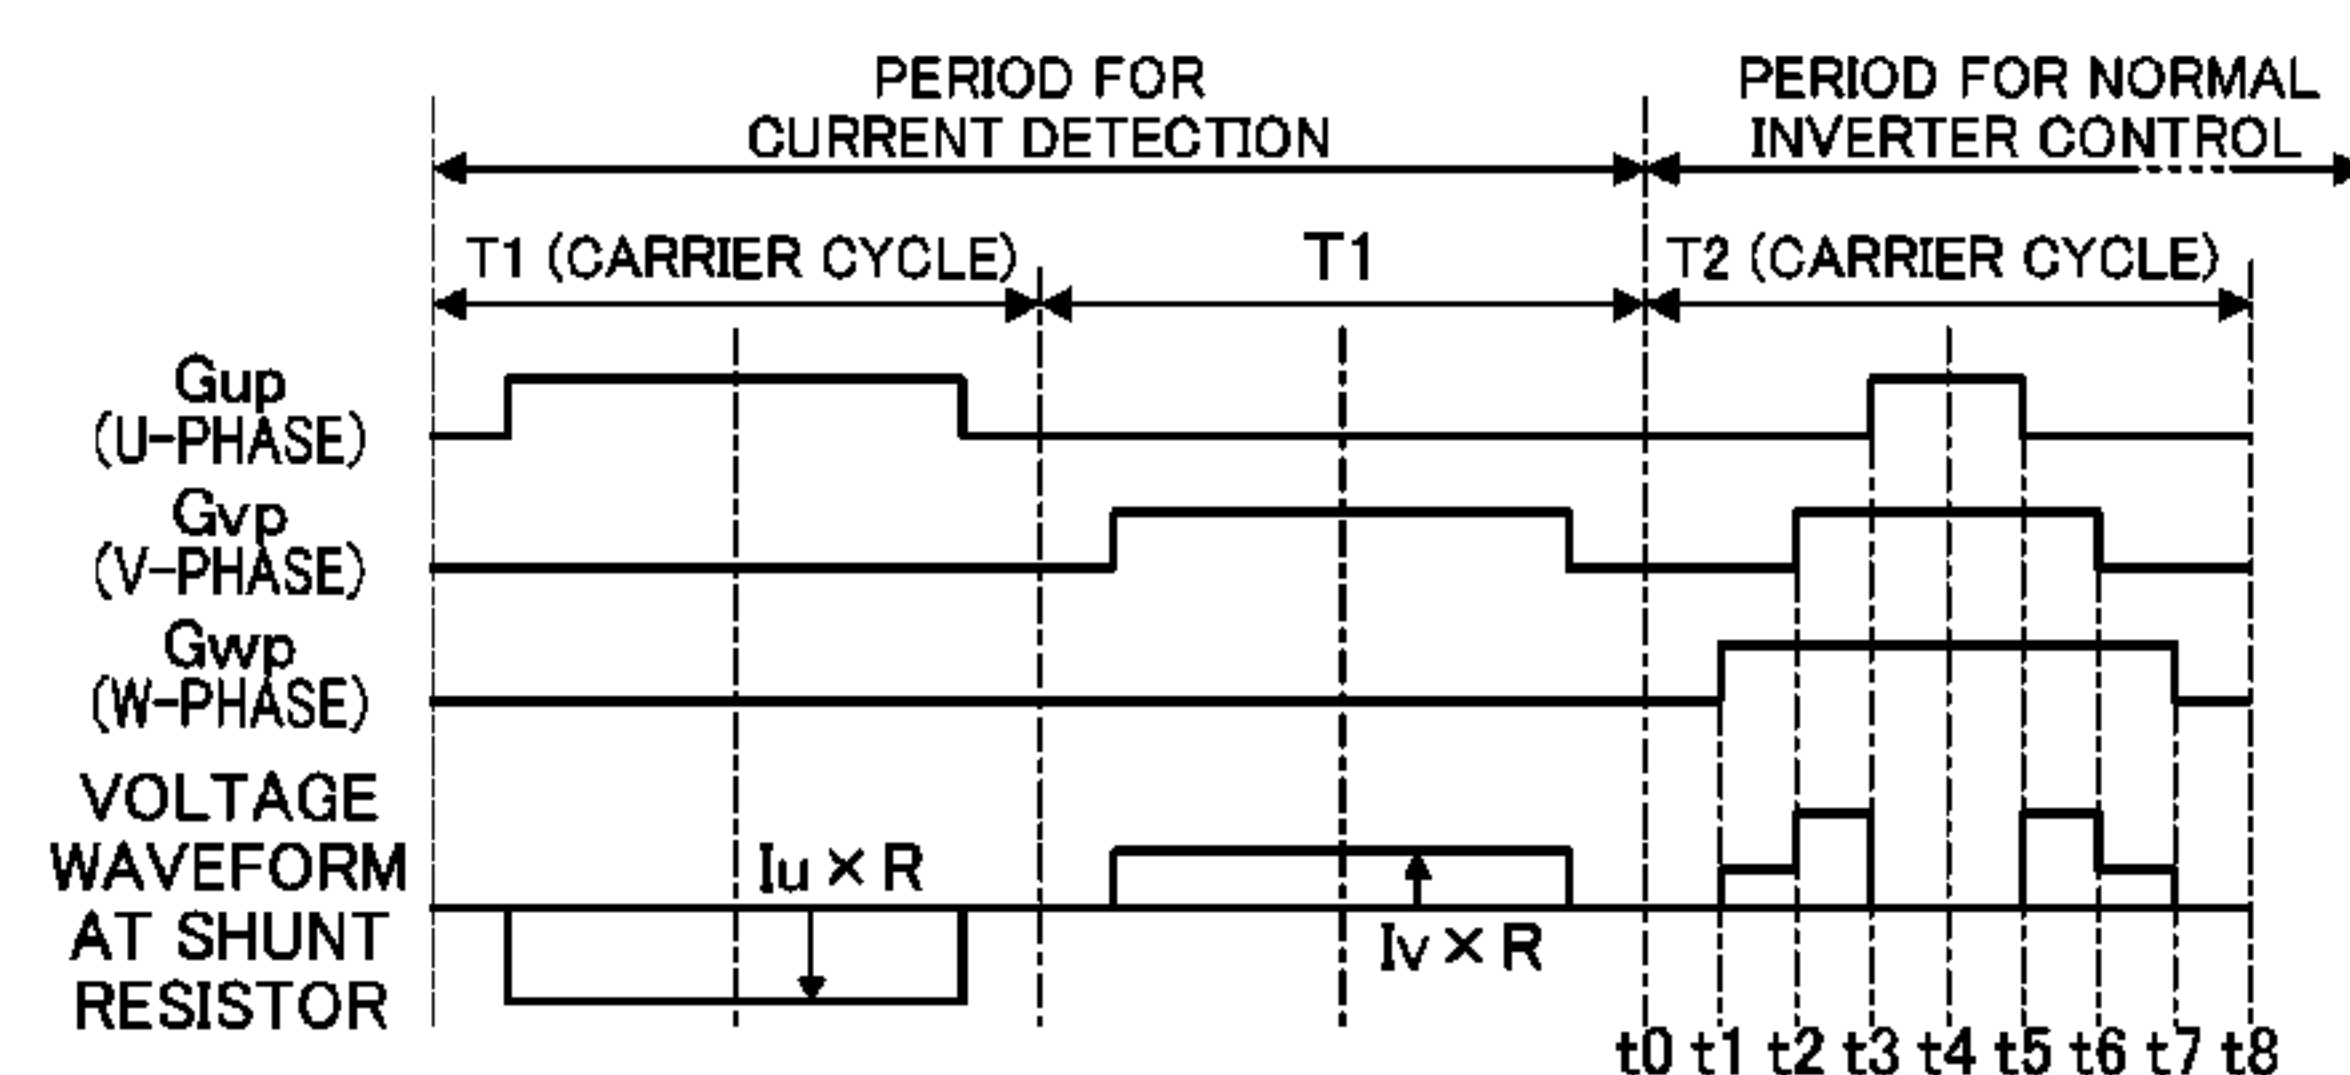 PERIOD FOR
CURRENT DETECTION
PERIOD FOR NORMAL
INVERTER CONTROL
T1 (CARRIER CYCLE)
T1
T2 (CARRIER CYCLE)
Gup
(U-PHASE)
Gvp
(V-PHASE)
Gwp
(W-PHASE)
VOLTAGE
WAVEFORM
AT SHUNT
RESISTOR
Iu × R
Iv × R
t0 t1 t2 t3 t4 t5 t6 t7 t8